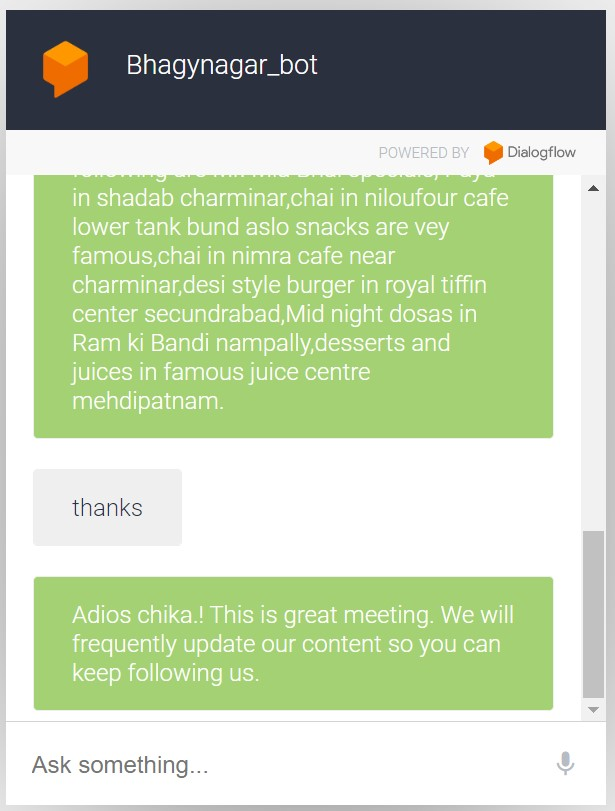 Bhagynagar_bot
POWERED BY Dialogflow
in shadab charminar,chai in niloufour cafe
lower tank bund aslo snacks are vey
famous,chai in nimra cafe near
charminar,desi style burger in royal tiffin
center secundrabad,Mid night dosas in
Ram ki Bandi nampally,desserts and
juices in famous juice centre
mehdipatnam.
thanks
Adios chika.! This is great meeting. We will
frequently update our content so you can
keep following us.
Ask something...